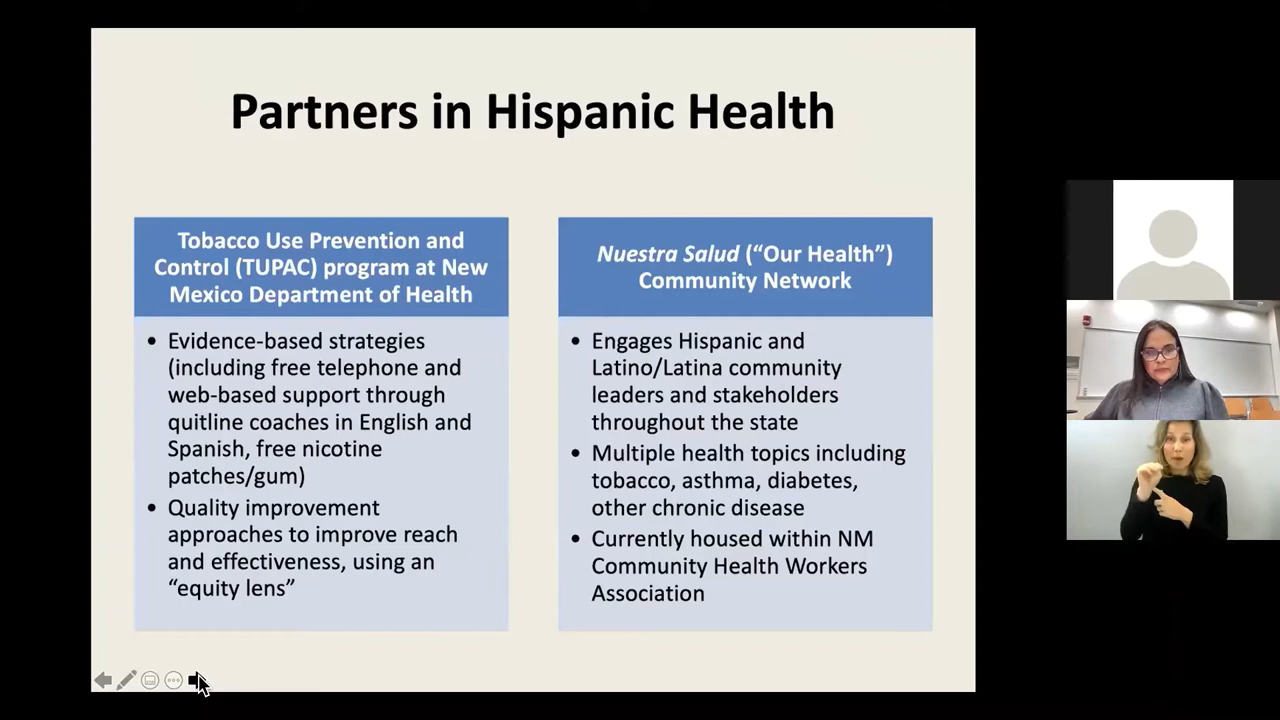 Partners in Hispanic Health
Tobacco Use Prevention and
Control (TUPAC) program at New
Mexico Department of Health
• Evidence-based strategies
(including free telephone and
web-based support through
quitline coaches in English and
Spanish, free nicotine
patches/gum)
• Quality improvement
approaches to improve reach
and effectiveness, using an
“equity lens”
Nuestra Salud (“Our Health”)
Community Network
• Engages Hispanic and
Latino/Latina community
leaders and stakeholders
throughout the state
• Multiple health topics including
tobacco, asthma, diabetes,
other chronic disease
• Currently housed within NM
Community Health Workers
Association